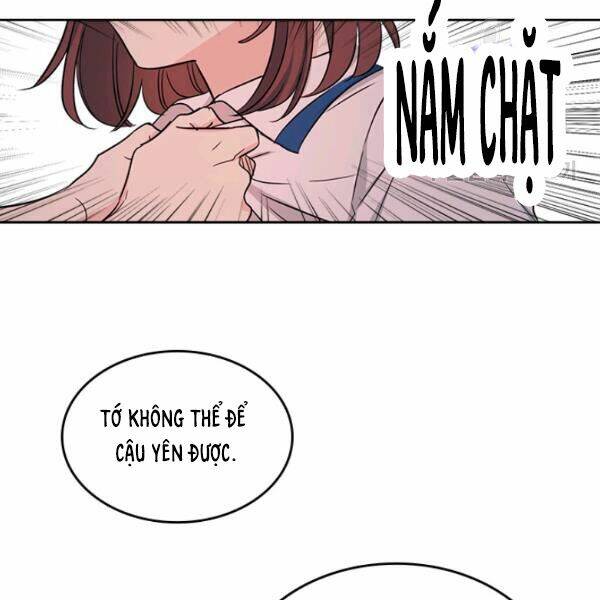 NẮM CHẶT
TỚ KHÔNG THỂ ĐỂ
CẬU YÊN ĐƯỢC.